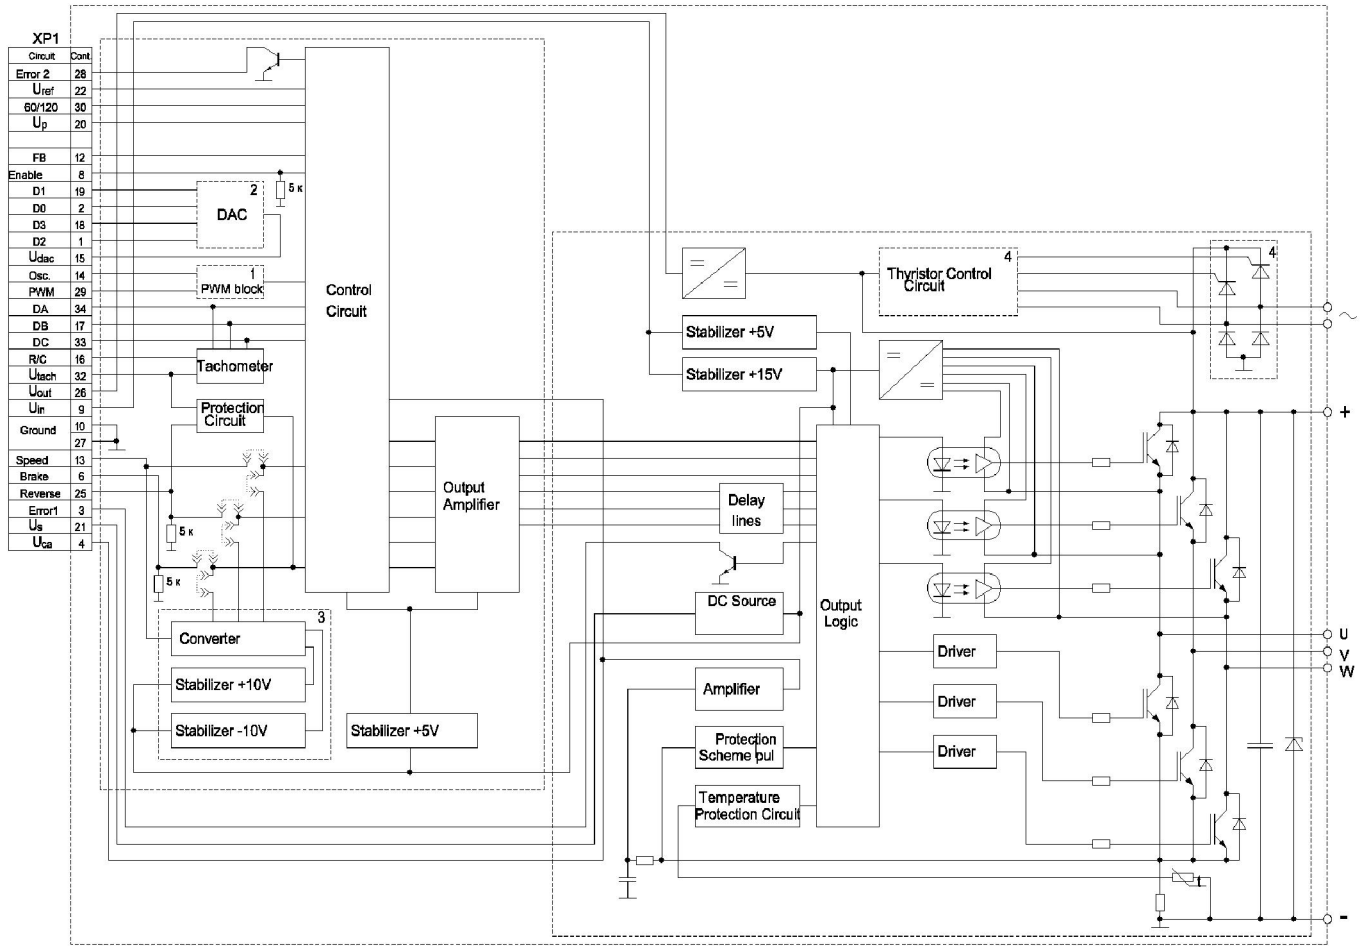 XP1
Circuit Cont.
Error 2 28
Uref 22
60/120 30
Up 20
FB 12
Enable 8
D1 19
D0 2
D3 18
D2 1
Udac 15
Osc. 14
PWM 29
DA 34
DB 17
DC 33
R/C 16
Utach 32
Uout 26
Uin 9
Ground 10
27
Speed 13
Brake 6
Reverse 25
Error1 3
Us 21
Uca 4
5 к
2
DAC
1
PWM block
Tachometer
Protection
Circuit
5 к
5 к
3
Converter
Stabilizer +10V
Stabilizer -10V
Control
Circuit
Output
Amplifier
Stabilizer +5V
Stabilizer +5V
Stabilizer +15V
4
Thyristor Control
Circuit
4
Delay
lines
DC Source
Amplifier
Protection
Scheme pul
Temperature
Protection Circuit
Output
Logic
Driver
Driver
Driver
~
+
U
V
W
-